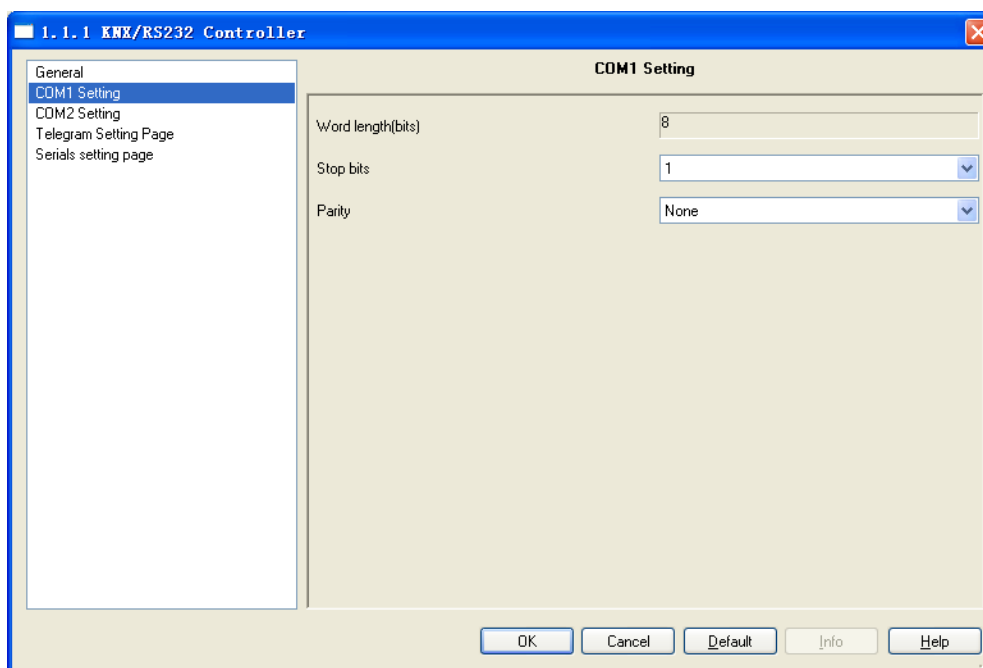 1.1.1 KNX/RS232 Controller
General
COM1 Setting
COM2 Setting
Telegram Setting Page
Serials setting page
COM1 Setting
Word length(bits) 8
Stop bits 1
Parity None
OK Cancel Default Info Help